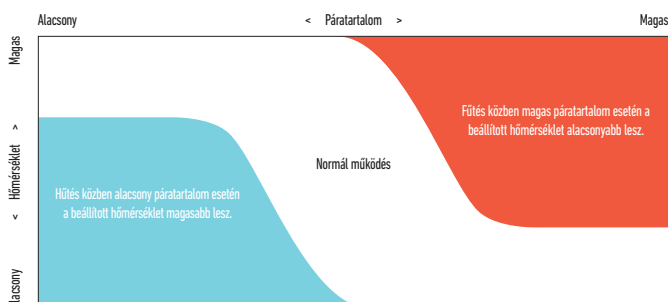 Alacsony < Páratartalom > Magas
Magas
Fűtés közben magas páratartalom esetén a
beállított hőmérséklet alacsonyabb lesz.
< Hőmérséklet >
Normál működés
Hűtés közben alacsony páratartalom esetén
a beállított hőmérséklet magasabb lesz.
lacsony